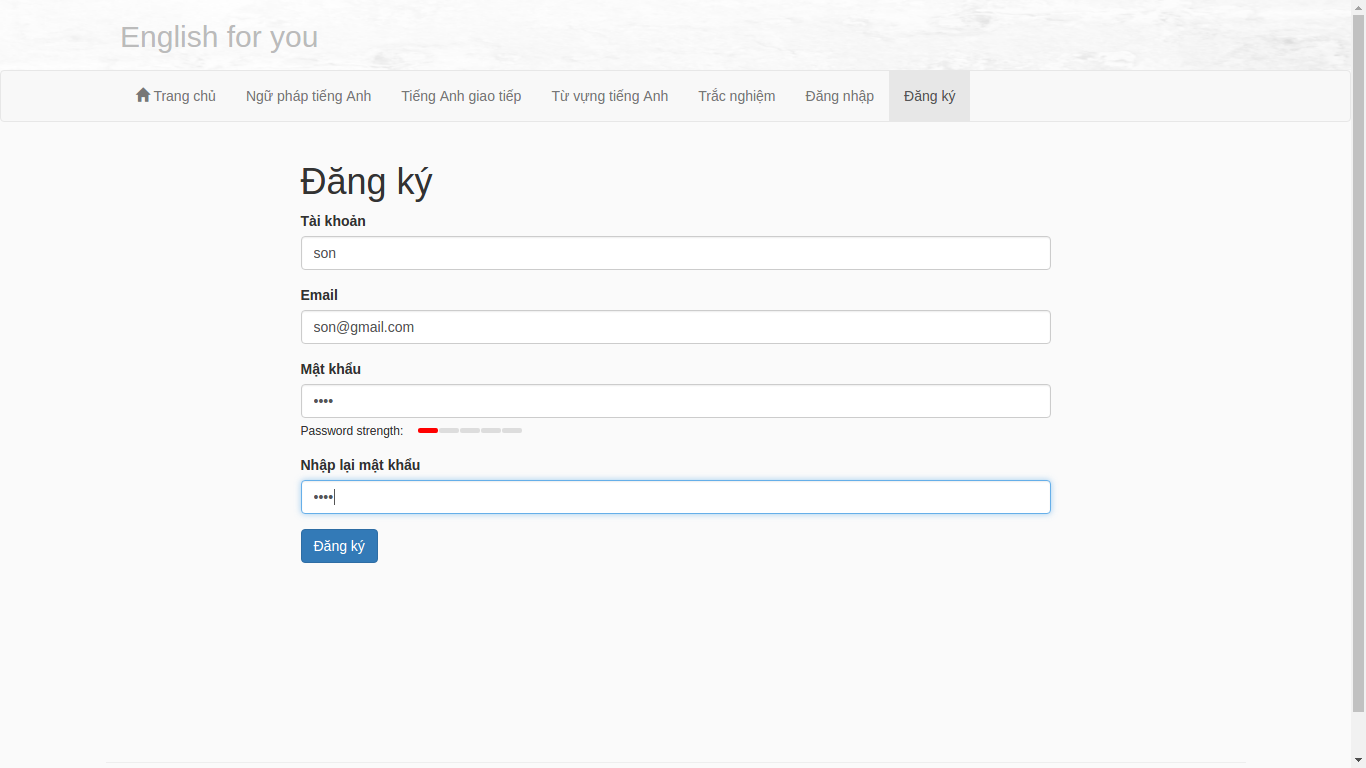 English for you
Trang chủ Ngữ pháp tiếng Anh Tiếng Anh giao tiếp Từ vựng tiếng Anh Trắc nghiệm Đăng nhập Đăng ký
Đăng ký
Tài khoản
son
Email
son@gmail.com
Mật khẩu
••••
Password strength:
Nhập lại mật khẩu
••••
Đăng ký